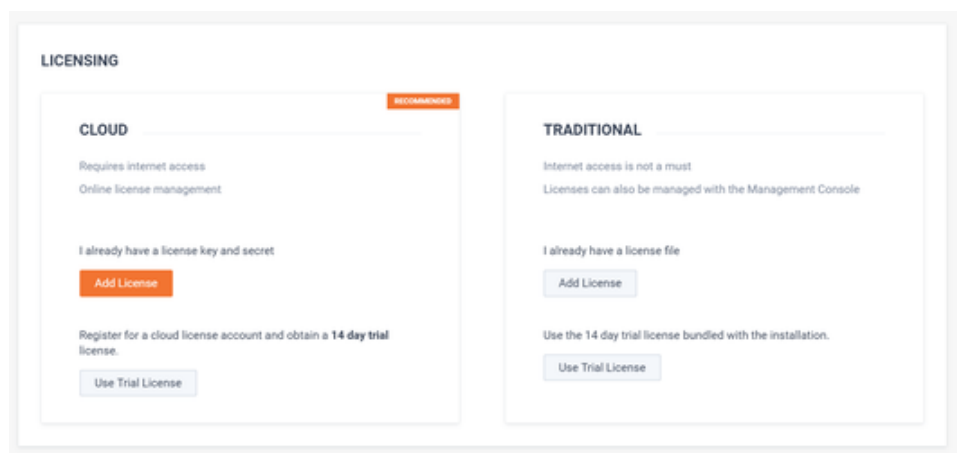 LICENSING
RECOMMENDED
CLOUD
Requires internet access
Online license management
I already have a license key and secret
Add License
Register for a cloud license account and obtain a 14 day trial
license.
Use Trial License
TRADITIONAL
Internet access is not a must
Licenses can also be managed with the Management Console
I already have a license file
Add License
Use the 14 day trial license bundled with the installation.
Use Trial License